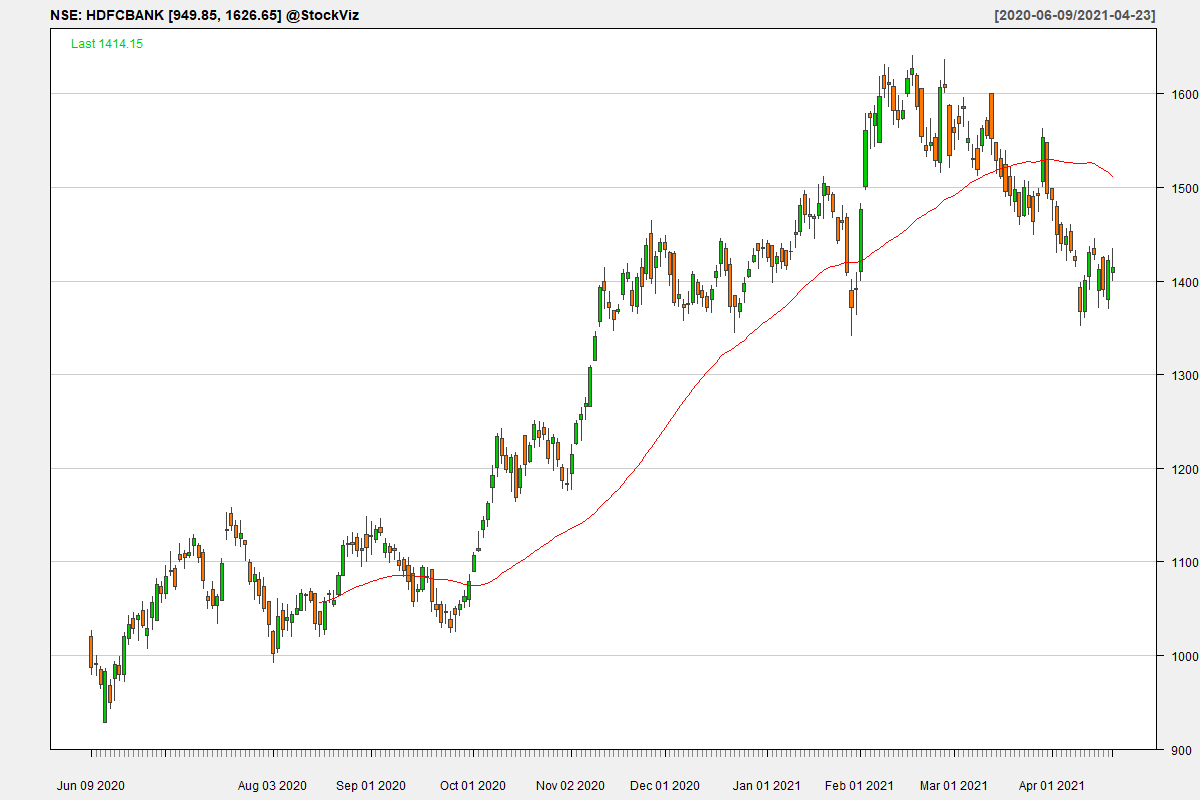 NSE: HDFCBANK [949.85, 1626.65] @StockViz [2020-06-09/2021-04-23]
Last 1414.15
1600
1500
1400
1300
1200
1100
1000
900
Jun 09 2020 Aug 03 2020 Sep 01 2020 Oct 01 2020 Nov 02 2020 Dec 01 2020 Jan 01 2021 Feb 01 2021 Mar 01 2021 Apr 01 2021